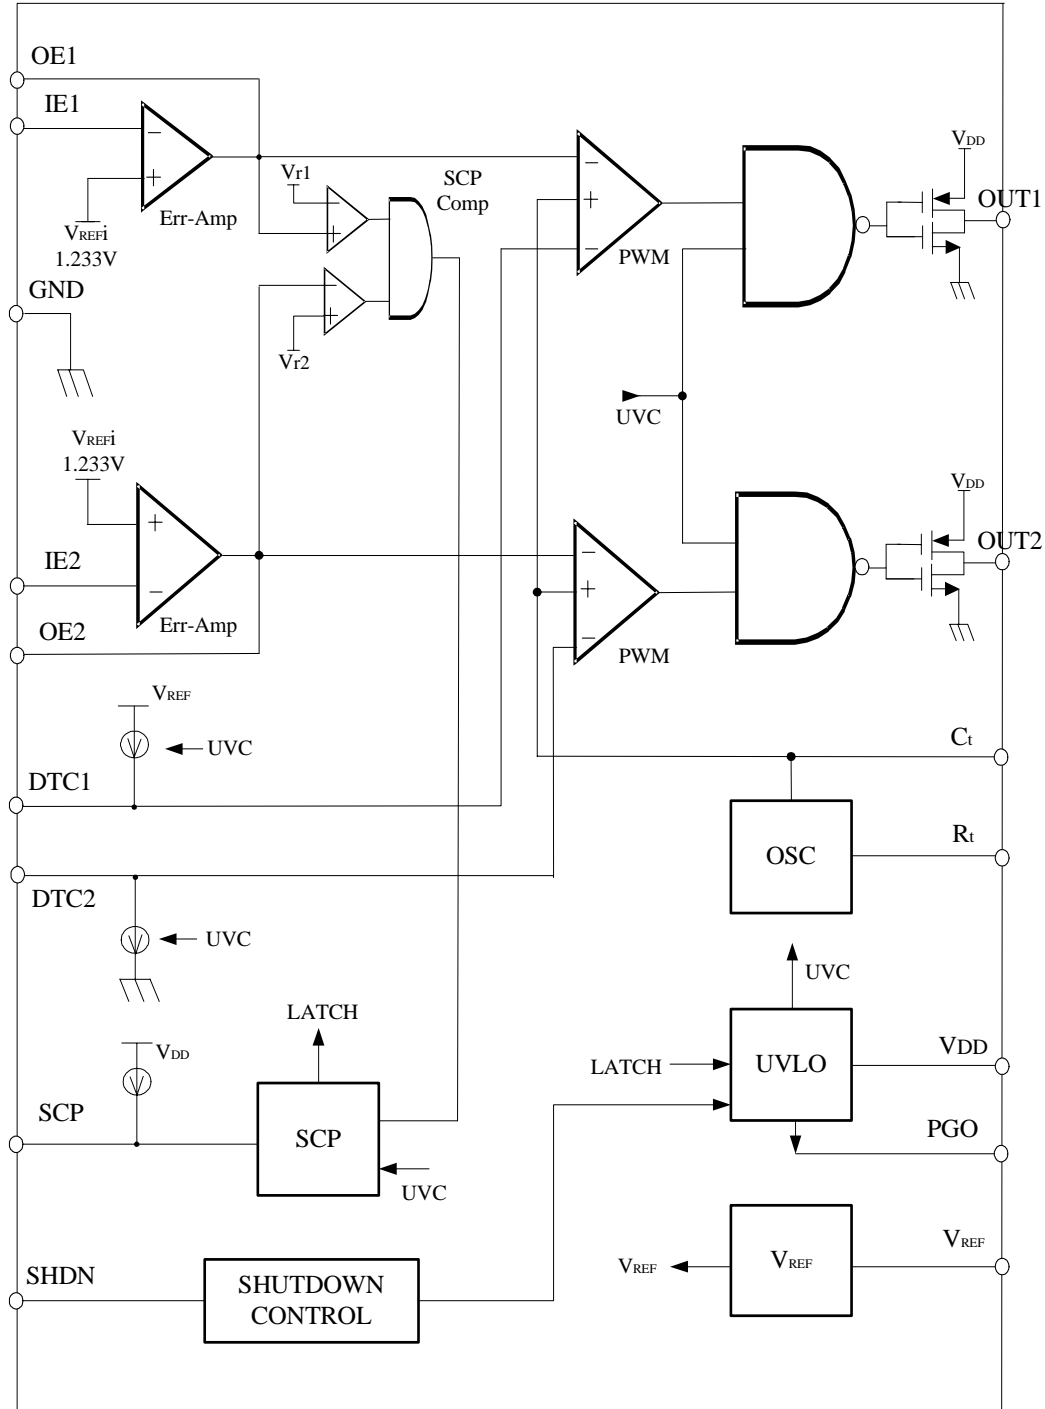 OE1
IE1
−
+
Err-Amp
VREFi
1.233V
Vr1
−
+
SCP
Comp
−
+
−
PWM
VDD
OUT1
GND
−
+
Vr2
UVC
VREFi
1.233V
+
−
IE2
Err-Amp
OE2
−
+
−
PWM
VDD
OUT2
VREF
UVC
DTC1
Ct
OSC
Rt
DTC2
UVC
UVC
LATCH
VDD
LATCH
UVLO
VDD
SCP
SCP
UVC
PGO
VREF
VREF
VREF
SHDN
SHUTDOWN
CONTROL